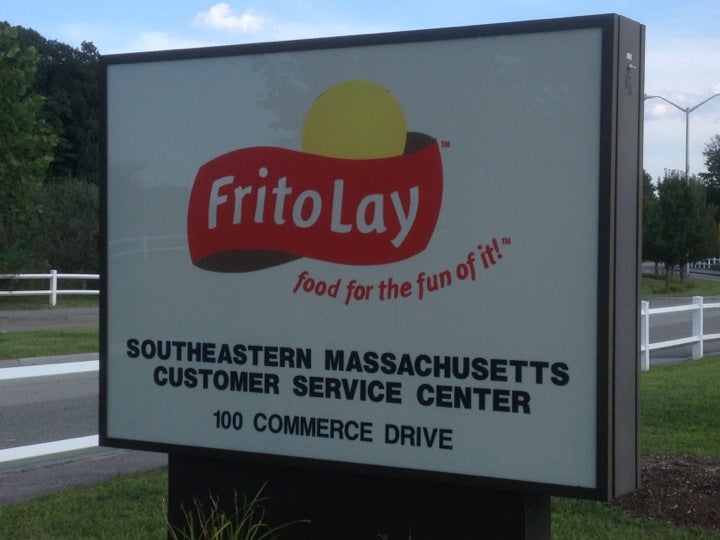 FritoLay™
food for the fun of it!™
SOUTHEASTERN MASSACHUSETTS
CUSTOMER SERVICE CENTER
100 COMMERCE DRIVE